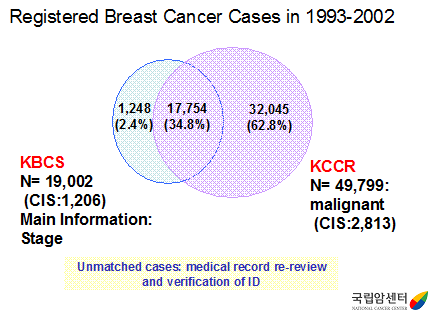 Registered Breast Cancer Cases in 1993-2002
1,248
(2.4%)
17,754
(34.8%)
32,045
(62.8%)
KBCS
N= 19,002
(CIS:1,206)
Main Information:
Stage
KCCR
N= 49,799:
malignant
(CIS:2,813)
Unmatched cases: medical record re-review
and verification of ID
국립암센터
NATIONAL CANCER CENTER